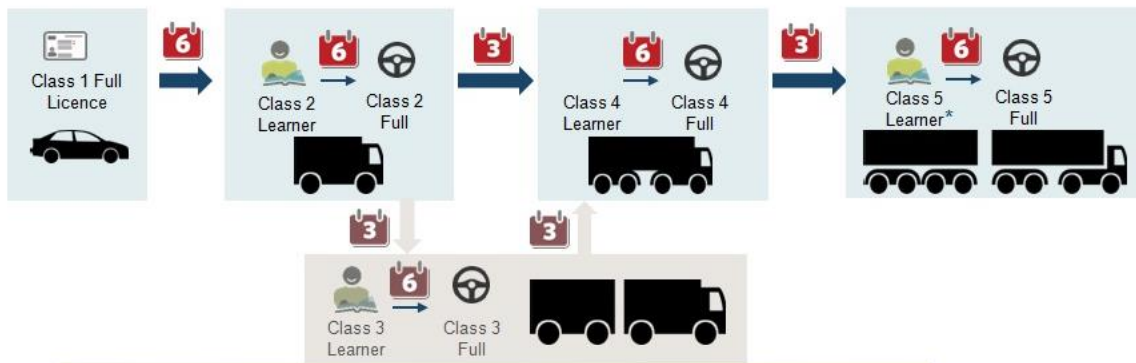 6
Class 1 Full
Licence
6
Class 2
Learner
Class 2
Full
3
6
Class 4
Learner
Class 4
Full
3
6
Class 5
Learner*
Class 5
Full
3
3
6
Class 3
Learner
Class 3
Full